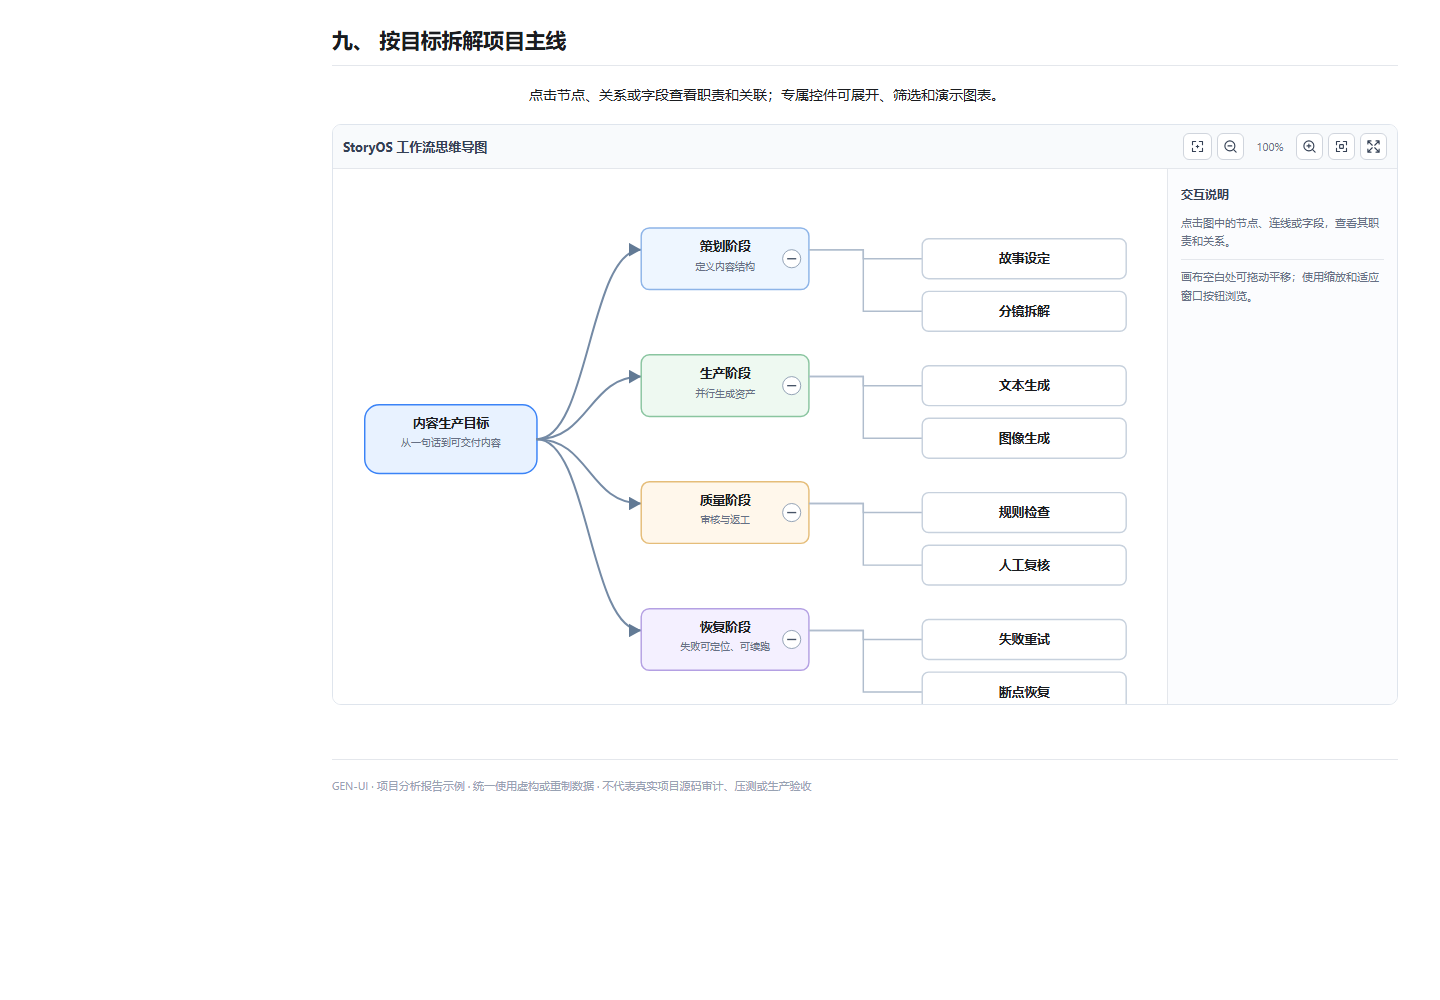 九、 按目标拆解项目主线
点击节点、关系或字段查看职责和关联；专属控件可展开、筛选和演示图表。
StoryOS 工作流思维导图
100%
交互说明
点击图中的节点、连线或字段，查看其职
责和关系。
画布空白处可拖动平移；使用缩放和适应
窗口按钮浏览。
内容生产目标
从一句话到可交付内容
策划阶段
定义内容结构
故事设定
分镜拆解
生产阶段
并行生成资产
文本生成
图像生成
质量阶段
审核与返工
规则检查
人工复核
恢复阶段
失败可定位、可续跑
失败重试
断点恢复
GEN-UI · 项目分析报告示例 · 统一使用虚构或重制数据 · 不代表真实项目源码审计、压测或生产验收